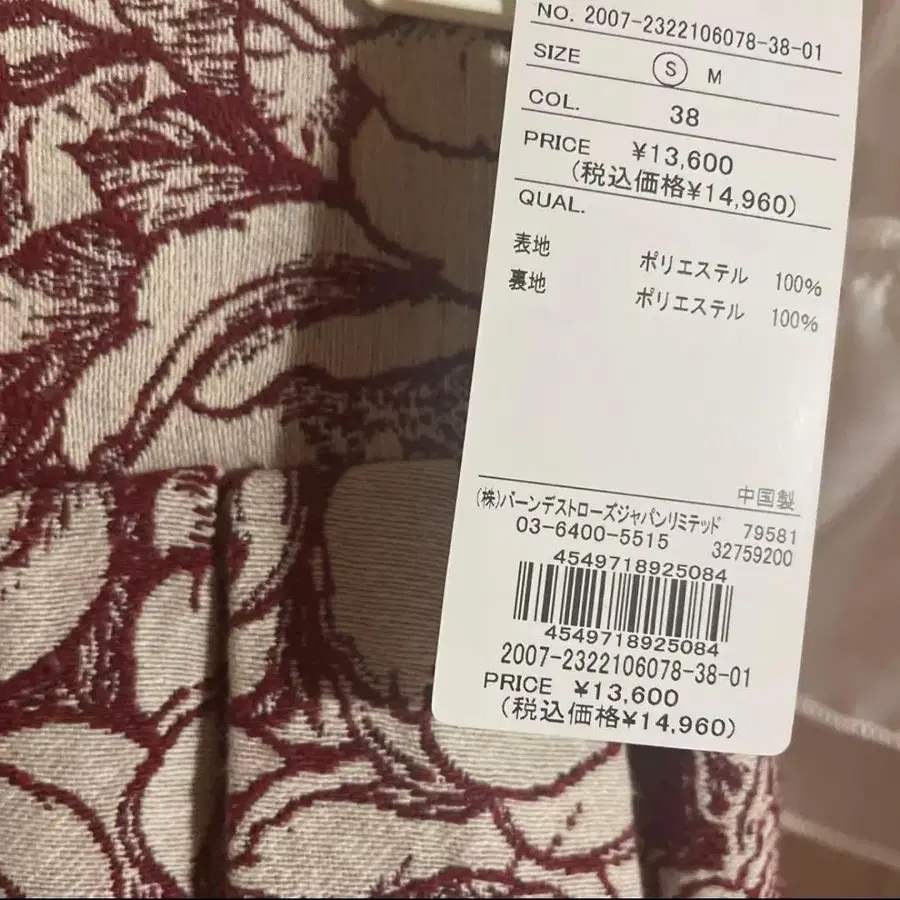 NO. 2007-2322106078-38-01
SIZE Ⓢ M
COL. 38
PRICE ¥13,600
(税込価格¥14,960)
QUAL.
表地 ポリエステル 100%
裏地 ポリエステル 100%
中国製
(株)バーンデストローズジャパンリミテッド 79581
03-6400-5515 32759200
4549718925084
4549718925084
2007-2322106078-38-01
PRICE ¥13,600
(税込価格¥14,960)